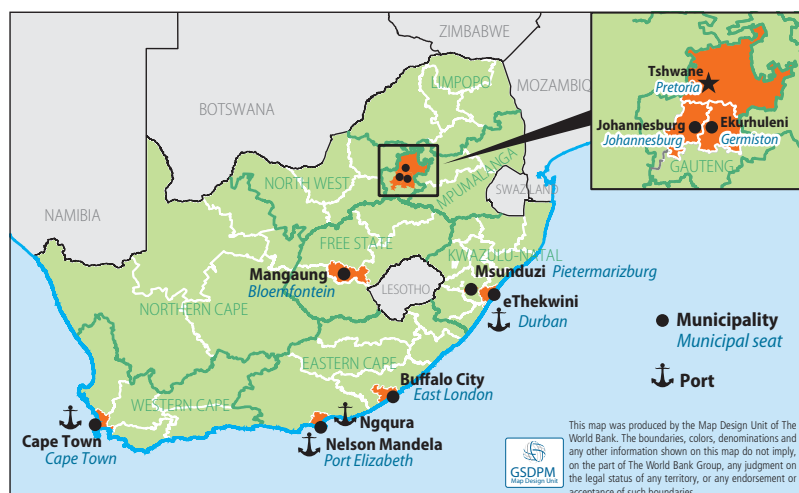 ZIMBABWE
LIMPOPO
MOZAMBIQ
BOTSWANA
NORTH WEST
MPUMALANGA
SWAZILAND
NAMIBIA
FREE STATE
KWAZULU-NATAL
Mangaung
Bloemfontein
Msunduzi Pietermarizburg
LESOTHO
eThekwini
Durban
NORTHERN CAPE
EASTERN CAPE
Buffalo City
East London
WESTERN CAPE
Ngqura
Cape Town
Cape Town
Nelson Mandela
Port Elizabeth
Tshwane
Pretoria
Johannesburg
Johannesburg
Ekurhuleni
Germiston
GAUTENG
Municipality
Municipal seat
Port
GSDPM
Map Design Unit
This map was produced by the Map Design Unit of The
World Bank. The boundaries, colors, denominations and
any other information shown on this map do not imply,
on the part of The World Bank Group, any judgment on
the legal status of any territory, or any endorsement or
acceptance of such boundaries.